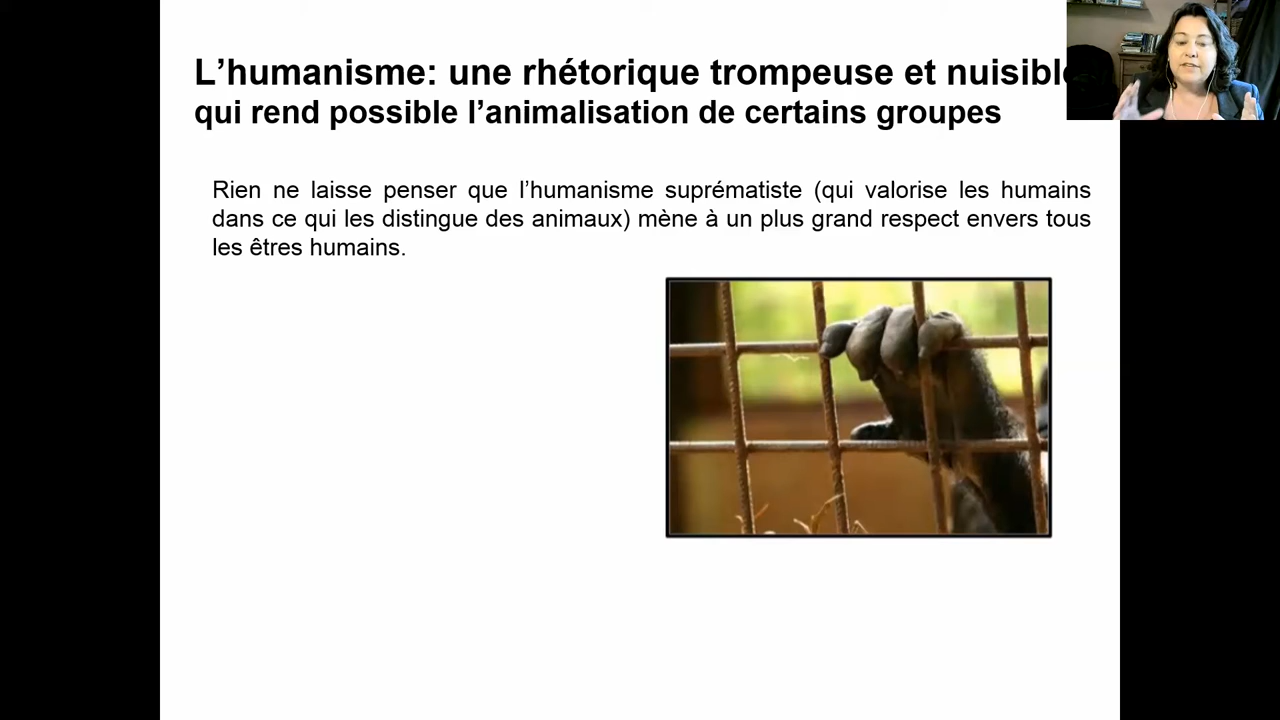 L’humanisme: une rhétorique trompeuse et nuisible
qui rend possible l’animalisation de certains groupes
Rien ne laisse penser que l’humanisme suprématiste (qui valorise les humains
dans ce qui les distingue des animaux) mène à un plus grand respect envers tous
les êtres humains.